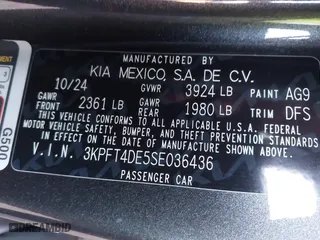 MANUFACTURED BY
KIA MEXICO, S.A. DE C.V.
10/24 GVWR 3924 LB PAINT AG9
GAWR FRONT 2361 LB GAWR REAR 1980 LB TRIM DFS
THIS VEHICLE CONFORMS TO ALL APPLICABLE U.S.
FEDERAL MOTOR VEHICLE SAFETY, BUMPER, AND
THEFT PREVENTION STANDARDS IN EFFECT ON THE
DATE OF MANUFACTURE SHOWN ABOVE.
V.I.N. 3KPFT4DE5SE036436
PASSENGER CAR
G500
DREAMBID